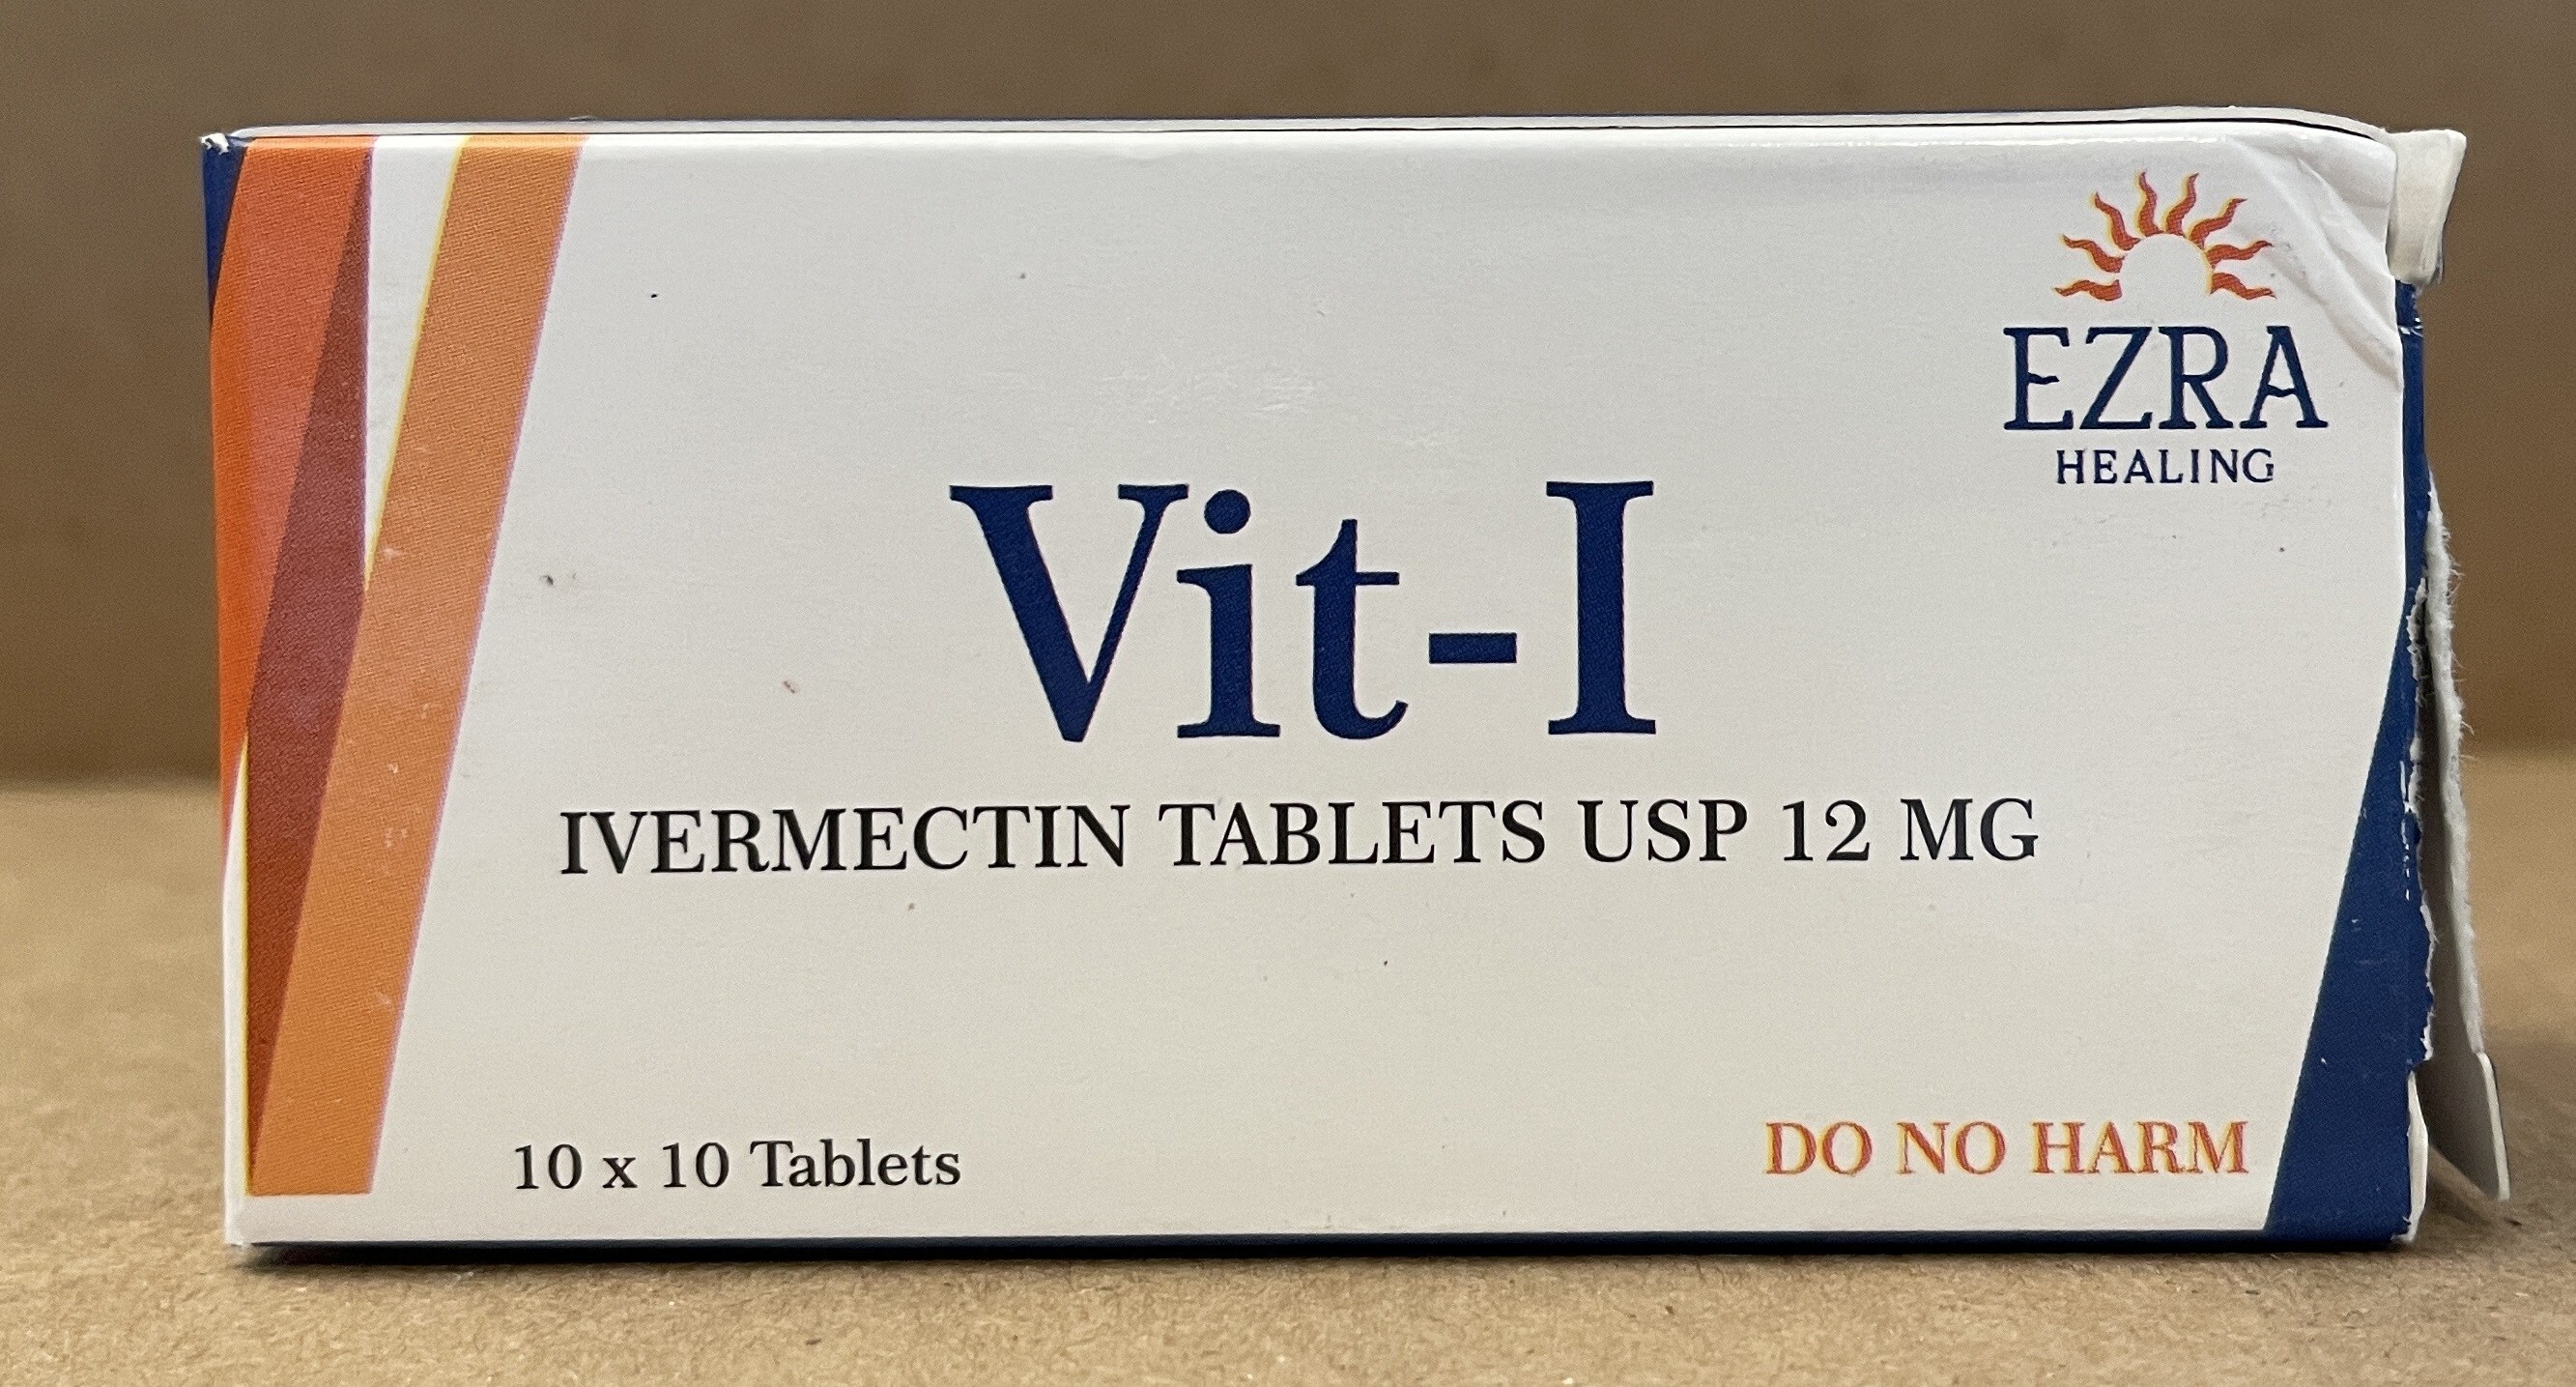 EZRA
HEALING
Vit-I
IVERMECTIN TABLETS USP 12 MG
10 x 10 Tablets
DO NO HARM